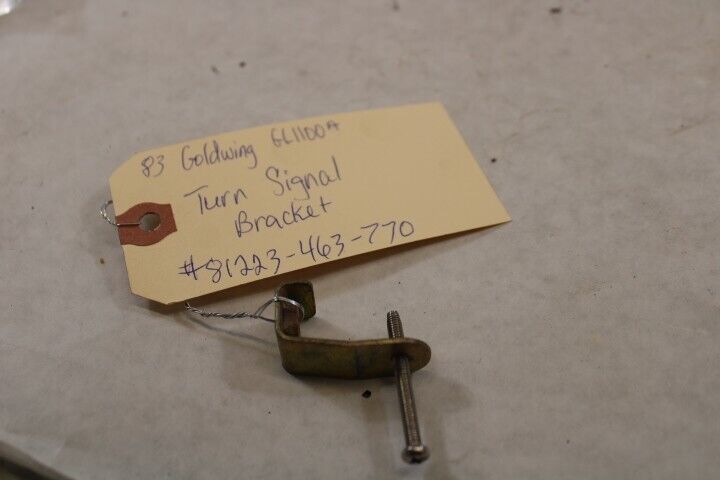 83 Goldwing GL1100A
Turn Signal
Bracket
#81223-463-770